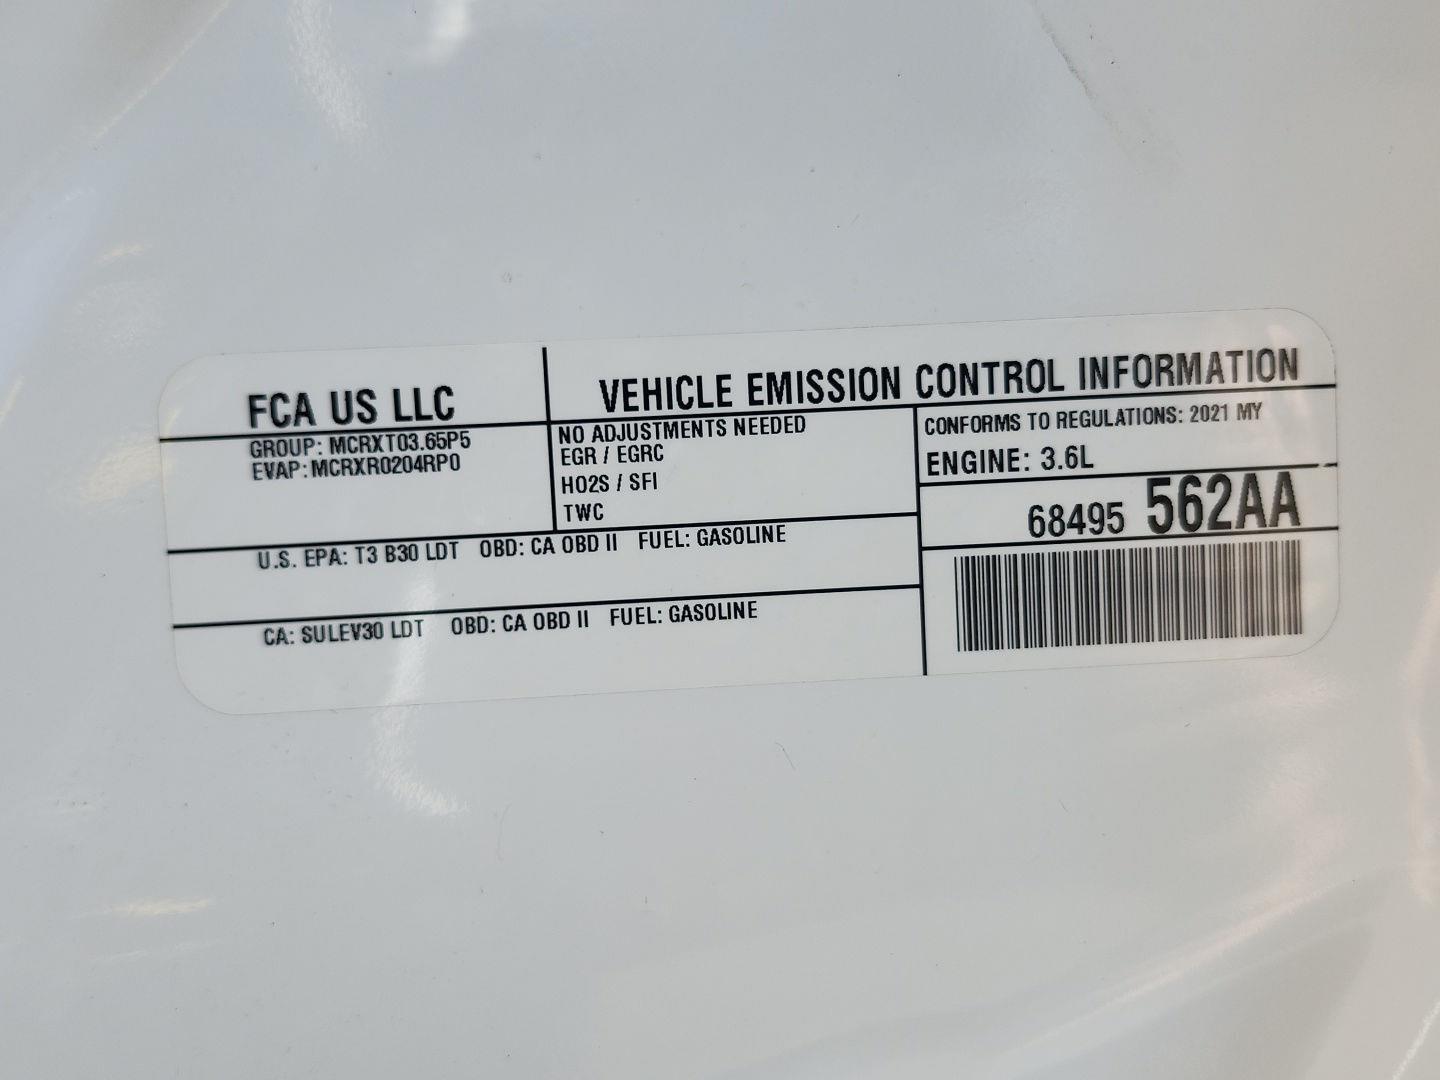 FCA US LLC
VEHICLE EMISSION CONTROL INFORMATION
GROUP: MCRXT03.65P5
EVAP: MCRXR0204RP0
NO ADJUSTMENTS NEEDED
EGR / EGRC
HO2S / SFI
TWC
CONFORMS TO REGULATIONS: 2021 MY
ENGINE: 3.6L
68495 562AA
U.S. EPA: T3 B30 LDT OBD: CA OBD II FUEL: GASOLINE
CA: SULEV30 LDT OBD: CA OBD II FUEL: GASOLINE